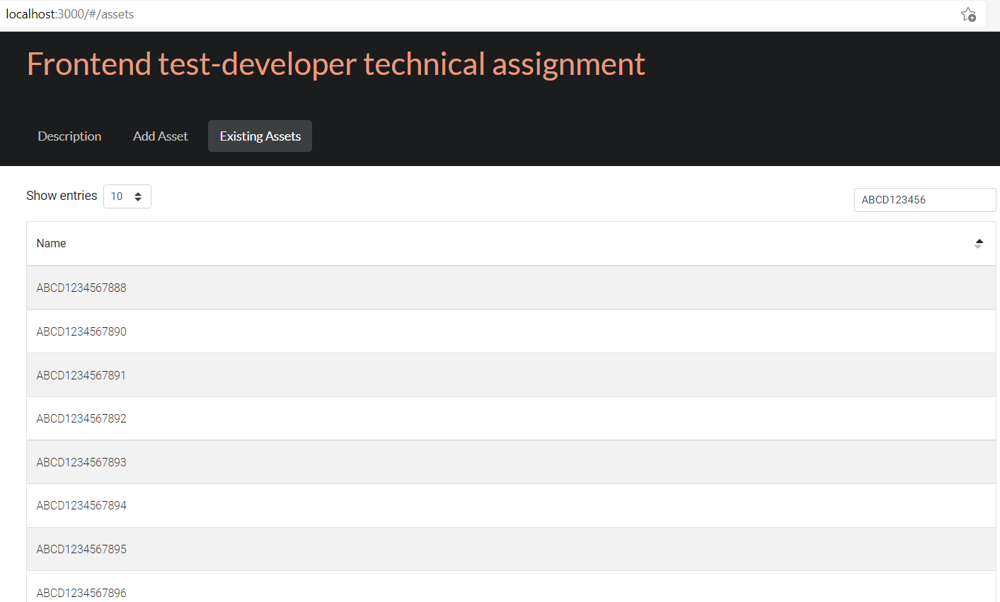 localhost:3000/#/assets
Frontend test-developer technical assignment
Description Add Asset Existing Assets
Show entries 10 ABCD123456
Name
ABCD1234567888
ABCD1234567890
ABCD1234567891
ABCD1234567892
ABCD1234567893
ABCD1234567894
ABCD1234567895
ABCD1234567896